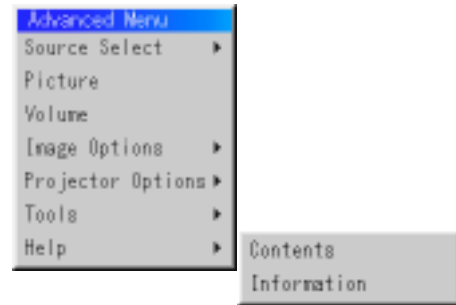 Advanced Menu
Source Select
Picture
Volume
Image Options
Projector Options
Tools
Help
Contents
Information